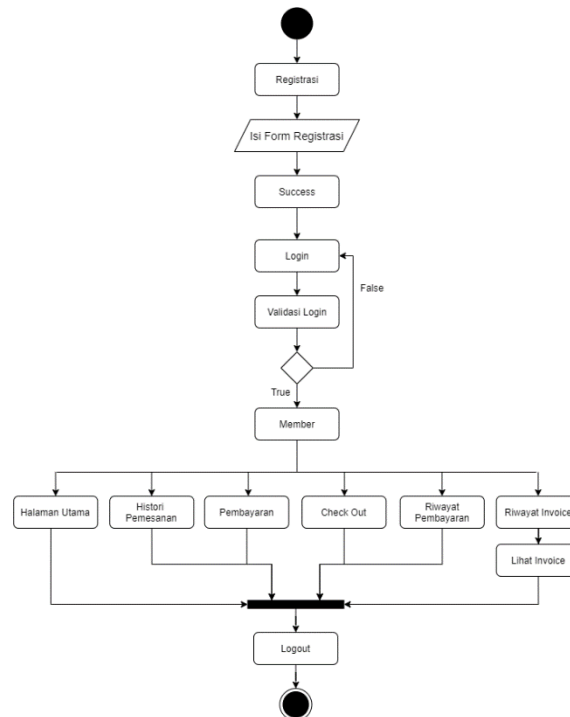 Registrasi
Isi Form Registrasi
Success
Login
False
Validasi Login
True
Member
Halaman Utama
Histori
Pemesanan
Pembayaran
Check Out
Riwayat
Pembayaran
Riwayat Invoice
Lihat Invoice
Logout